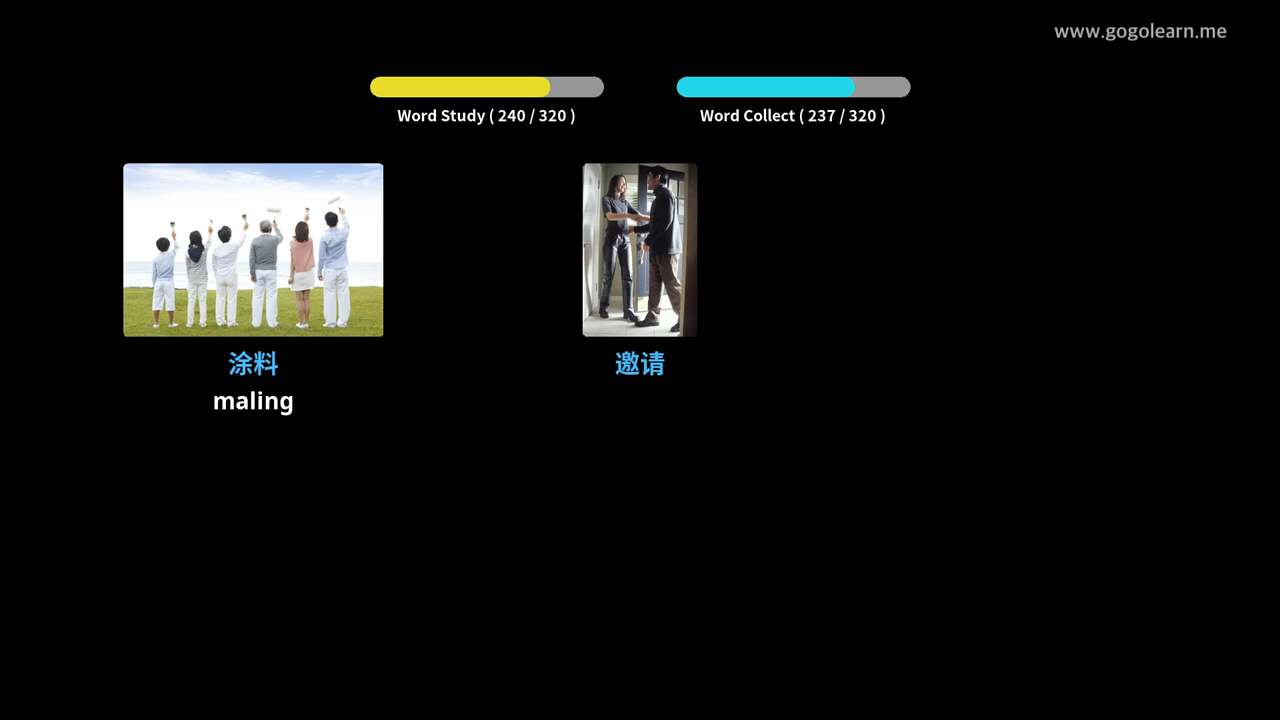 www.gogolearn.me
Word Study ( 240 / 320 )
Word Collect ( 237 / 320 )
涂料
邀请
maling